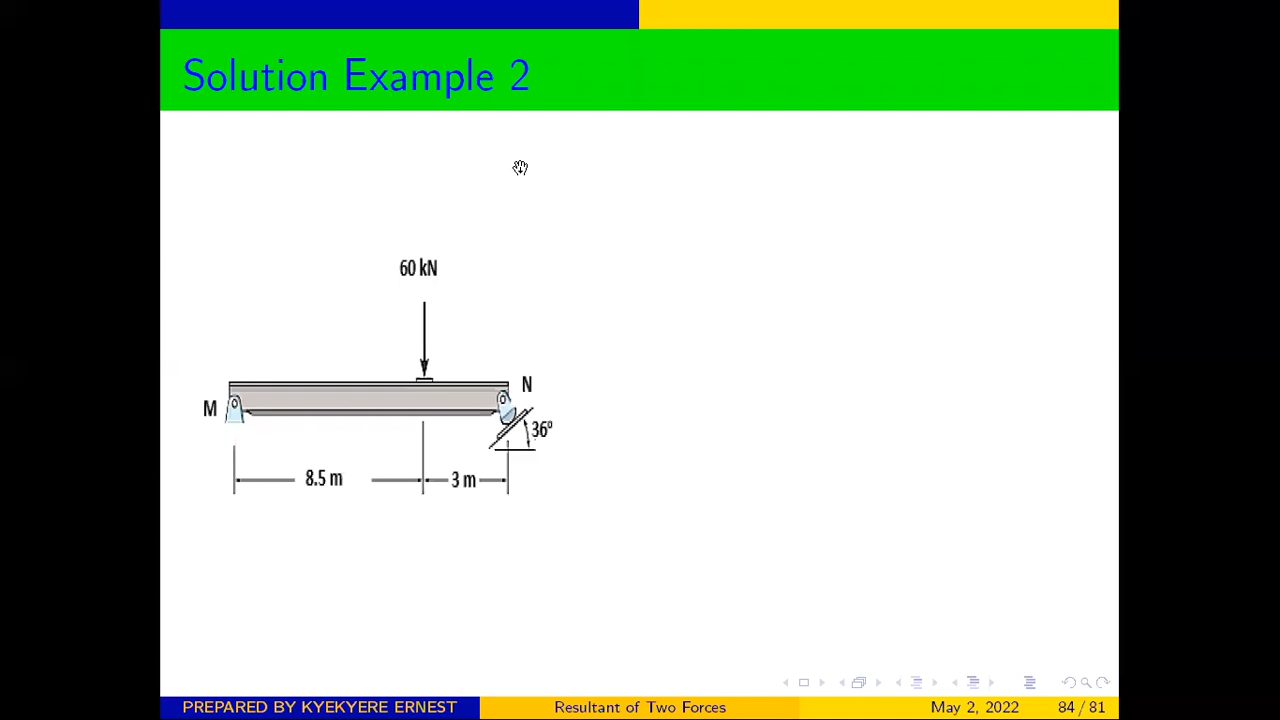 Solution Example 2
60 kN
N
M
36º
8.5 m
3 m
PREPARED BY KYEKYERE ERNEST
Resultant of Two Forces
May 2, 2022
84 / 81